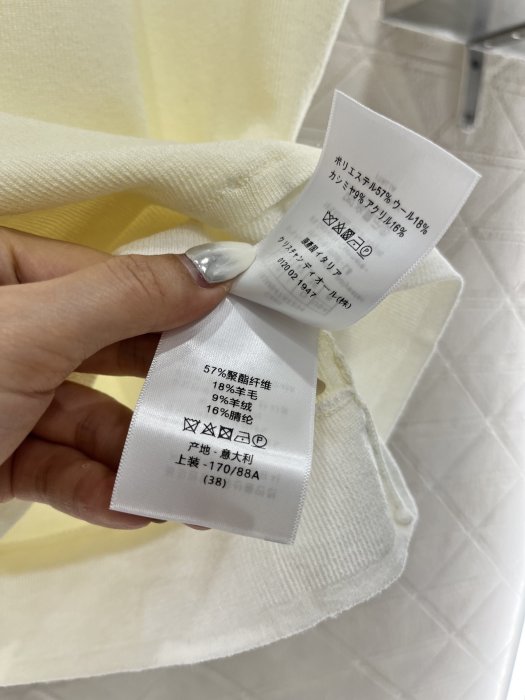 ポリエステル57% ウール18%
カシミヤ9% アクリル16%
原産国イタリア
クリスチャン ディオール(株)
0120 02 1947
57%聚酯纤维
18%羊毛
9%羊绒
16%腈纶
产地 - 意大利
上装 -170/88A
(38)